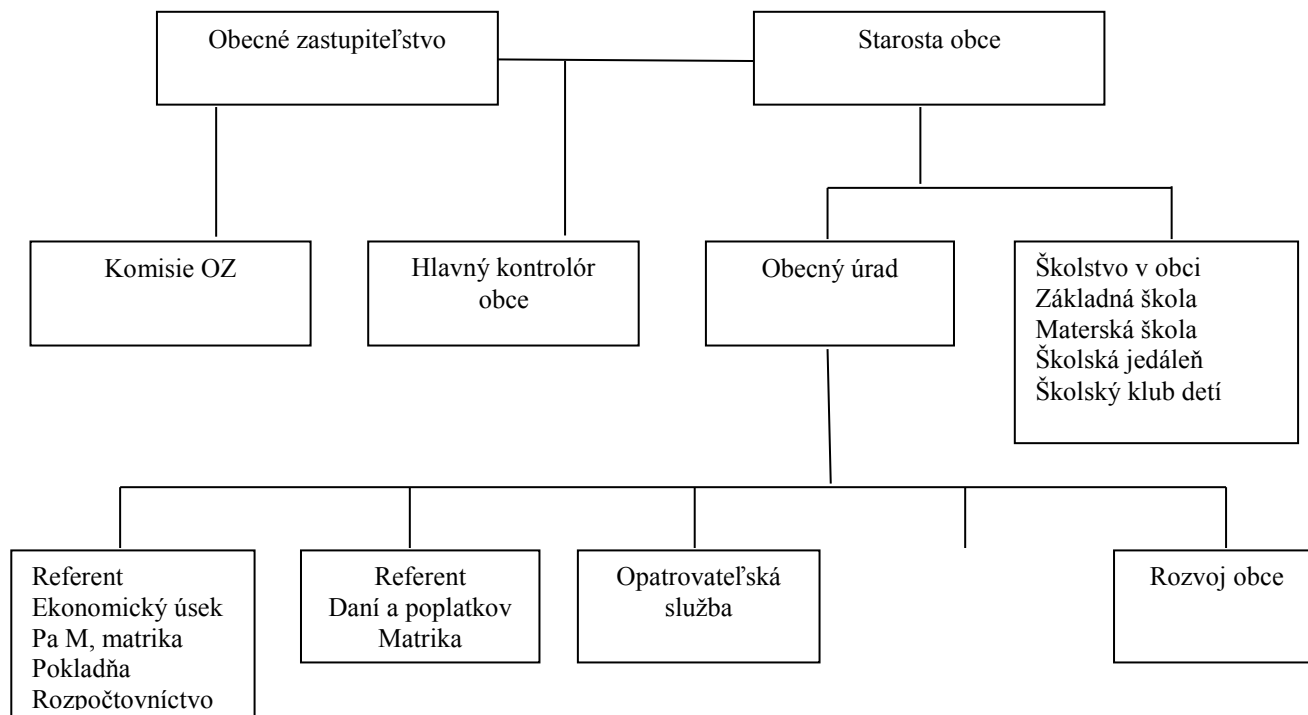 Obecné zastupiteľstvo
Starosta obce
Komisie OZ
Hlavný kontrolór
obce
Obecný úrad
Školstvo v obci
Základná škola
Materská škola
Školská jedáleň
Školský klub detí
Referent
Ekonomický úsek
Pa M, matrika
Pokladňa
Rozpočtovníctvo
Referent
Daní a poplatkov
Matrika
Opatrovateľská
služba
Rozvoj obce